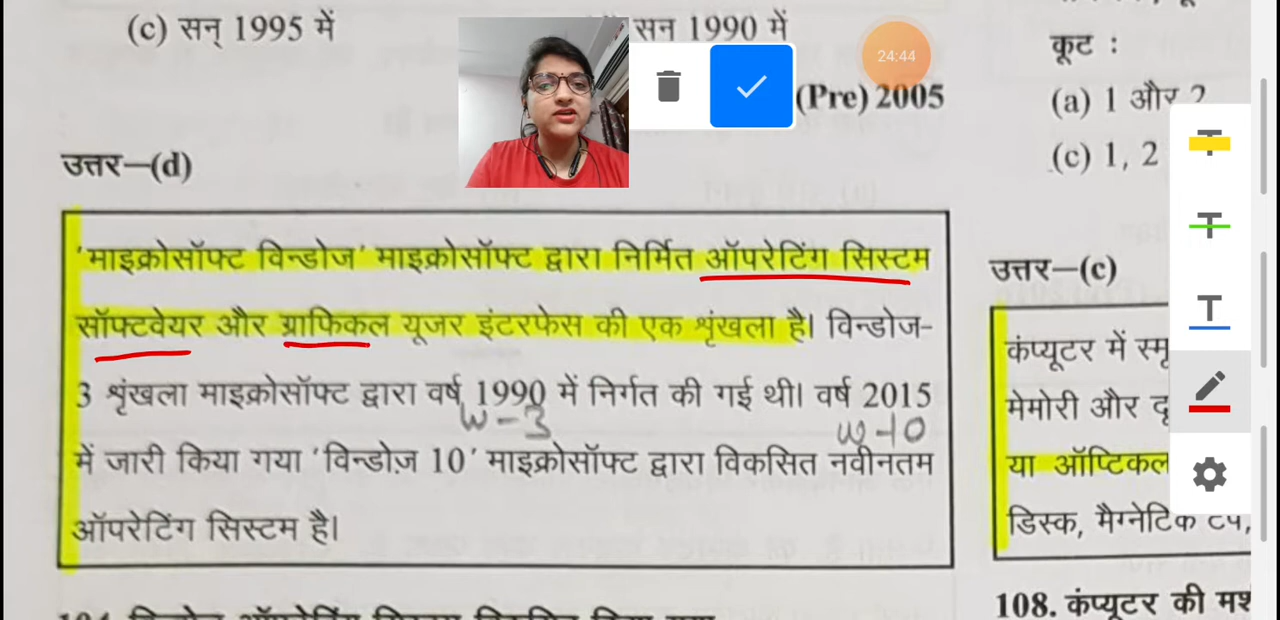 (c) सन् 1995 में
सन 1990 में
24:44
(Pre) 2005
उत्तर–(d)
'माइक्रोसॉफ्ट विन्डोज' माइक्रोसॉफ्ट द्वारा निर्मित ऑपरेटिंग सिस्टम
सॉफ्टवेयर और ग्राफिकल यूजर इंटरफेस की एक शृंखला है। विन्डोज-
3 शृंखला माइक्रोसॉफ्ट द्वारा वर्ष 1990 में निर्गत की गई थी। वर्ष 2015
W-3
W-10
में जारी किया गया 'विन्डोज़ 10' माइक्रोसॉफ्ट द्वारा विकसित नवीनतम
ऑपरेटिंग सिस्टम है।
कूट :
(a) 1 और 2
(c) 1, 2
उत्तर–(c)
कंप्यूटर में
मेमोरी और
या ऑप्टिकल
डिस्क, मैग्नेटिक टेप,
108. कंप्यूटर की